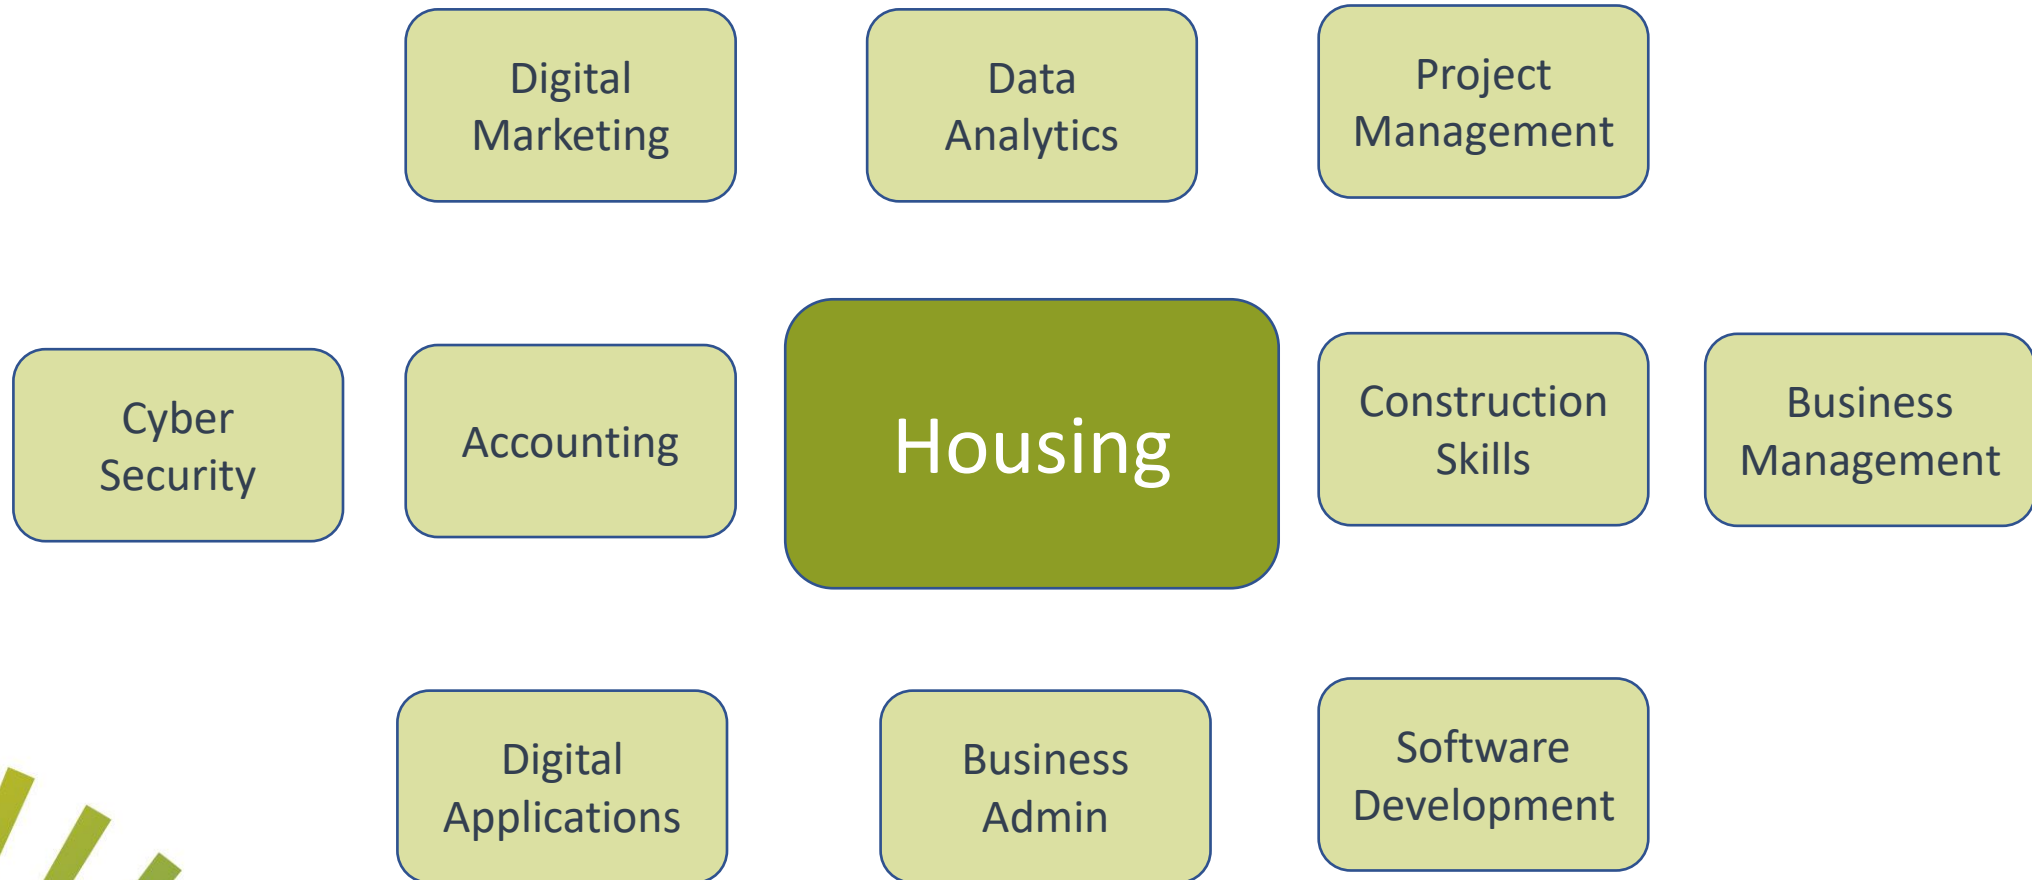 Digital
Marketing
Data
Analytics
Project
Management
Cyber
Security
Accounting
Housing
Construction
Skills
Business
Management
Digital
Applications
Business
Admin
Software
Development